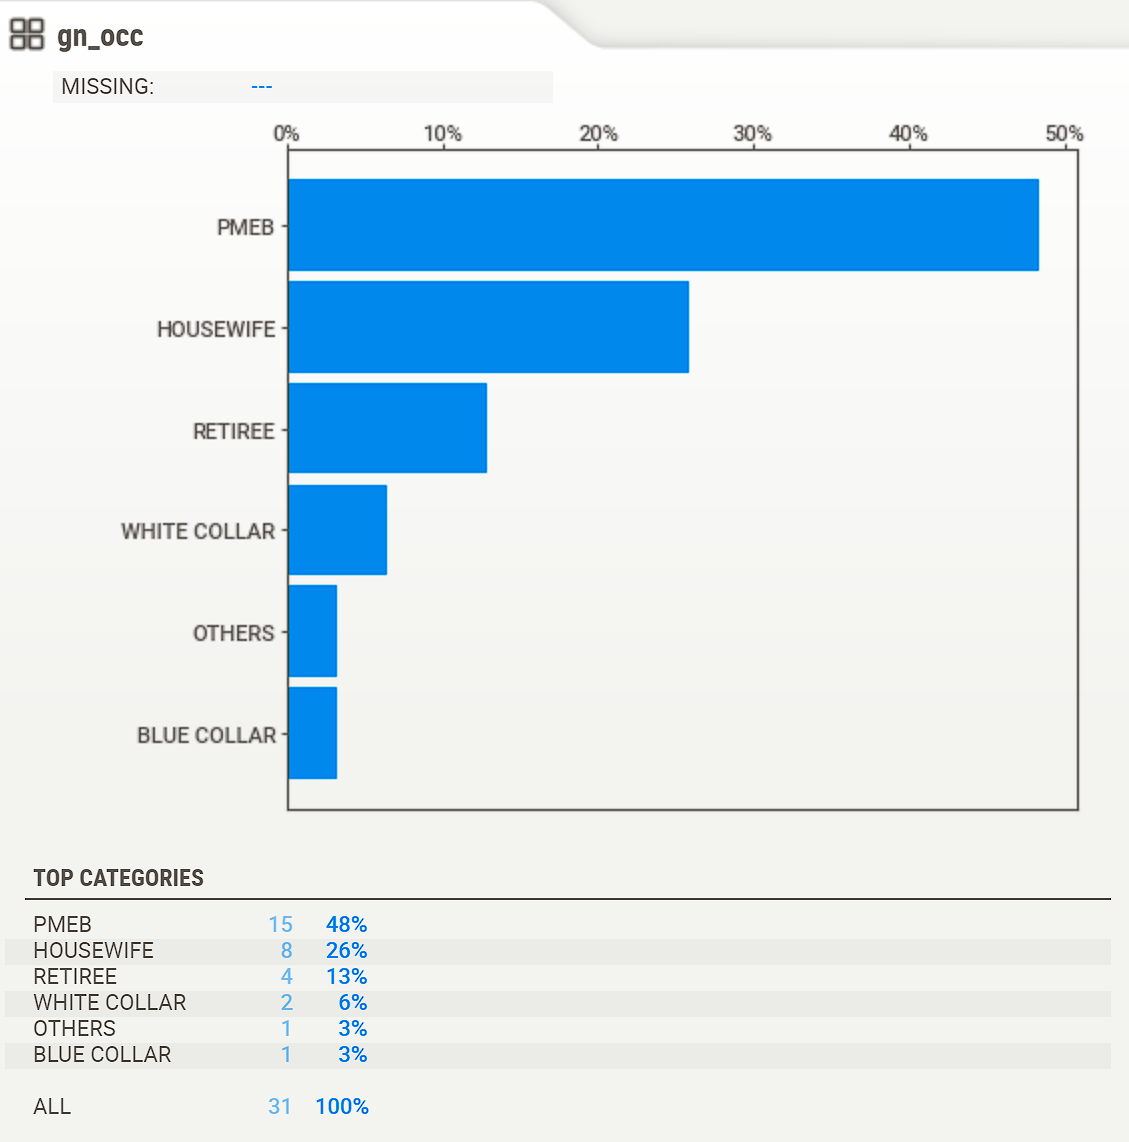 gn_occ
MISSING: ---
0% 10% 20% 30% 40% 50%
PMEB
HOUSEWIFE
RETIREE
WHITE COLLAR
OTHERS
BLUE COLLAR
TOP CATEGORIES
PMEB 15 48%
HOUSEWIFE 8 26%
RETIREE 4 13%
WHITE COLLAR 2 6%
OTHERS 1 3%
BLUE COLLAR 1 3%
ALL 31 100%